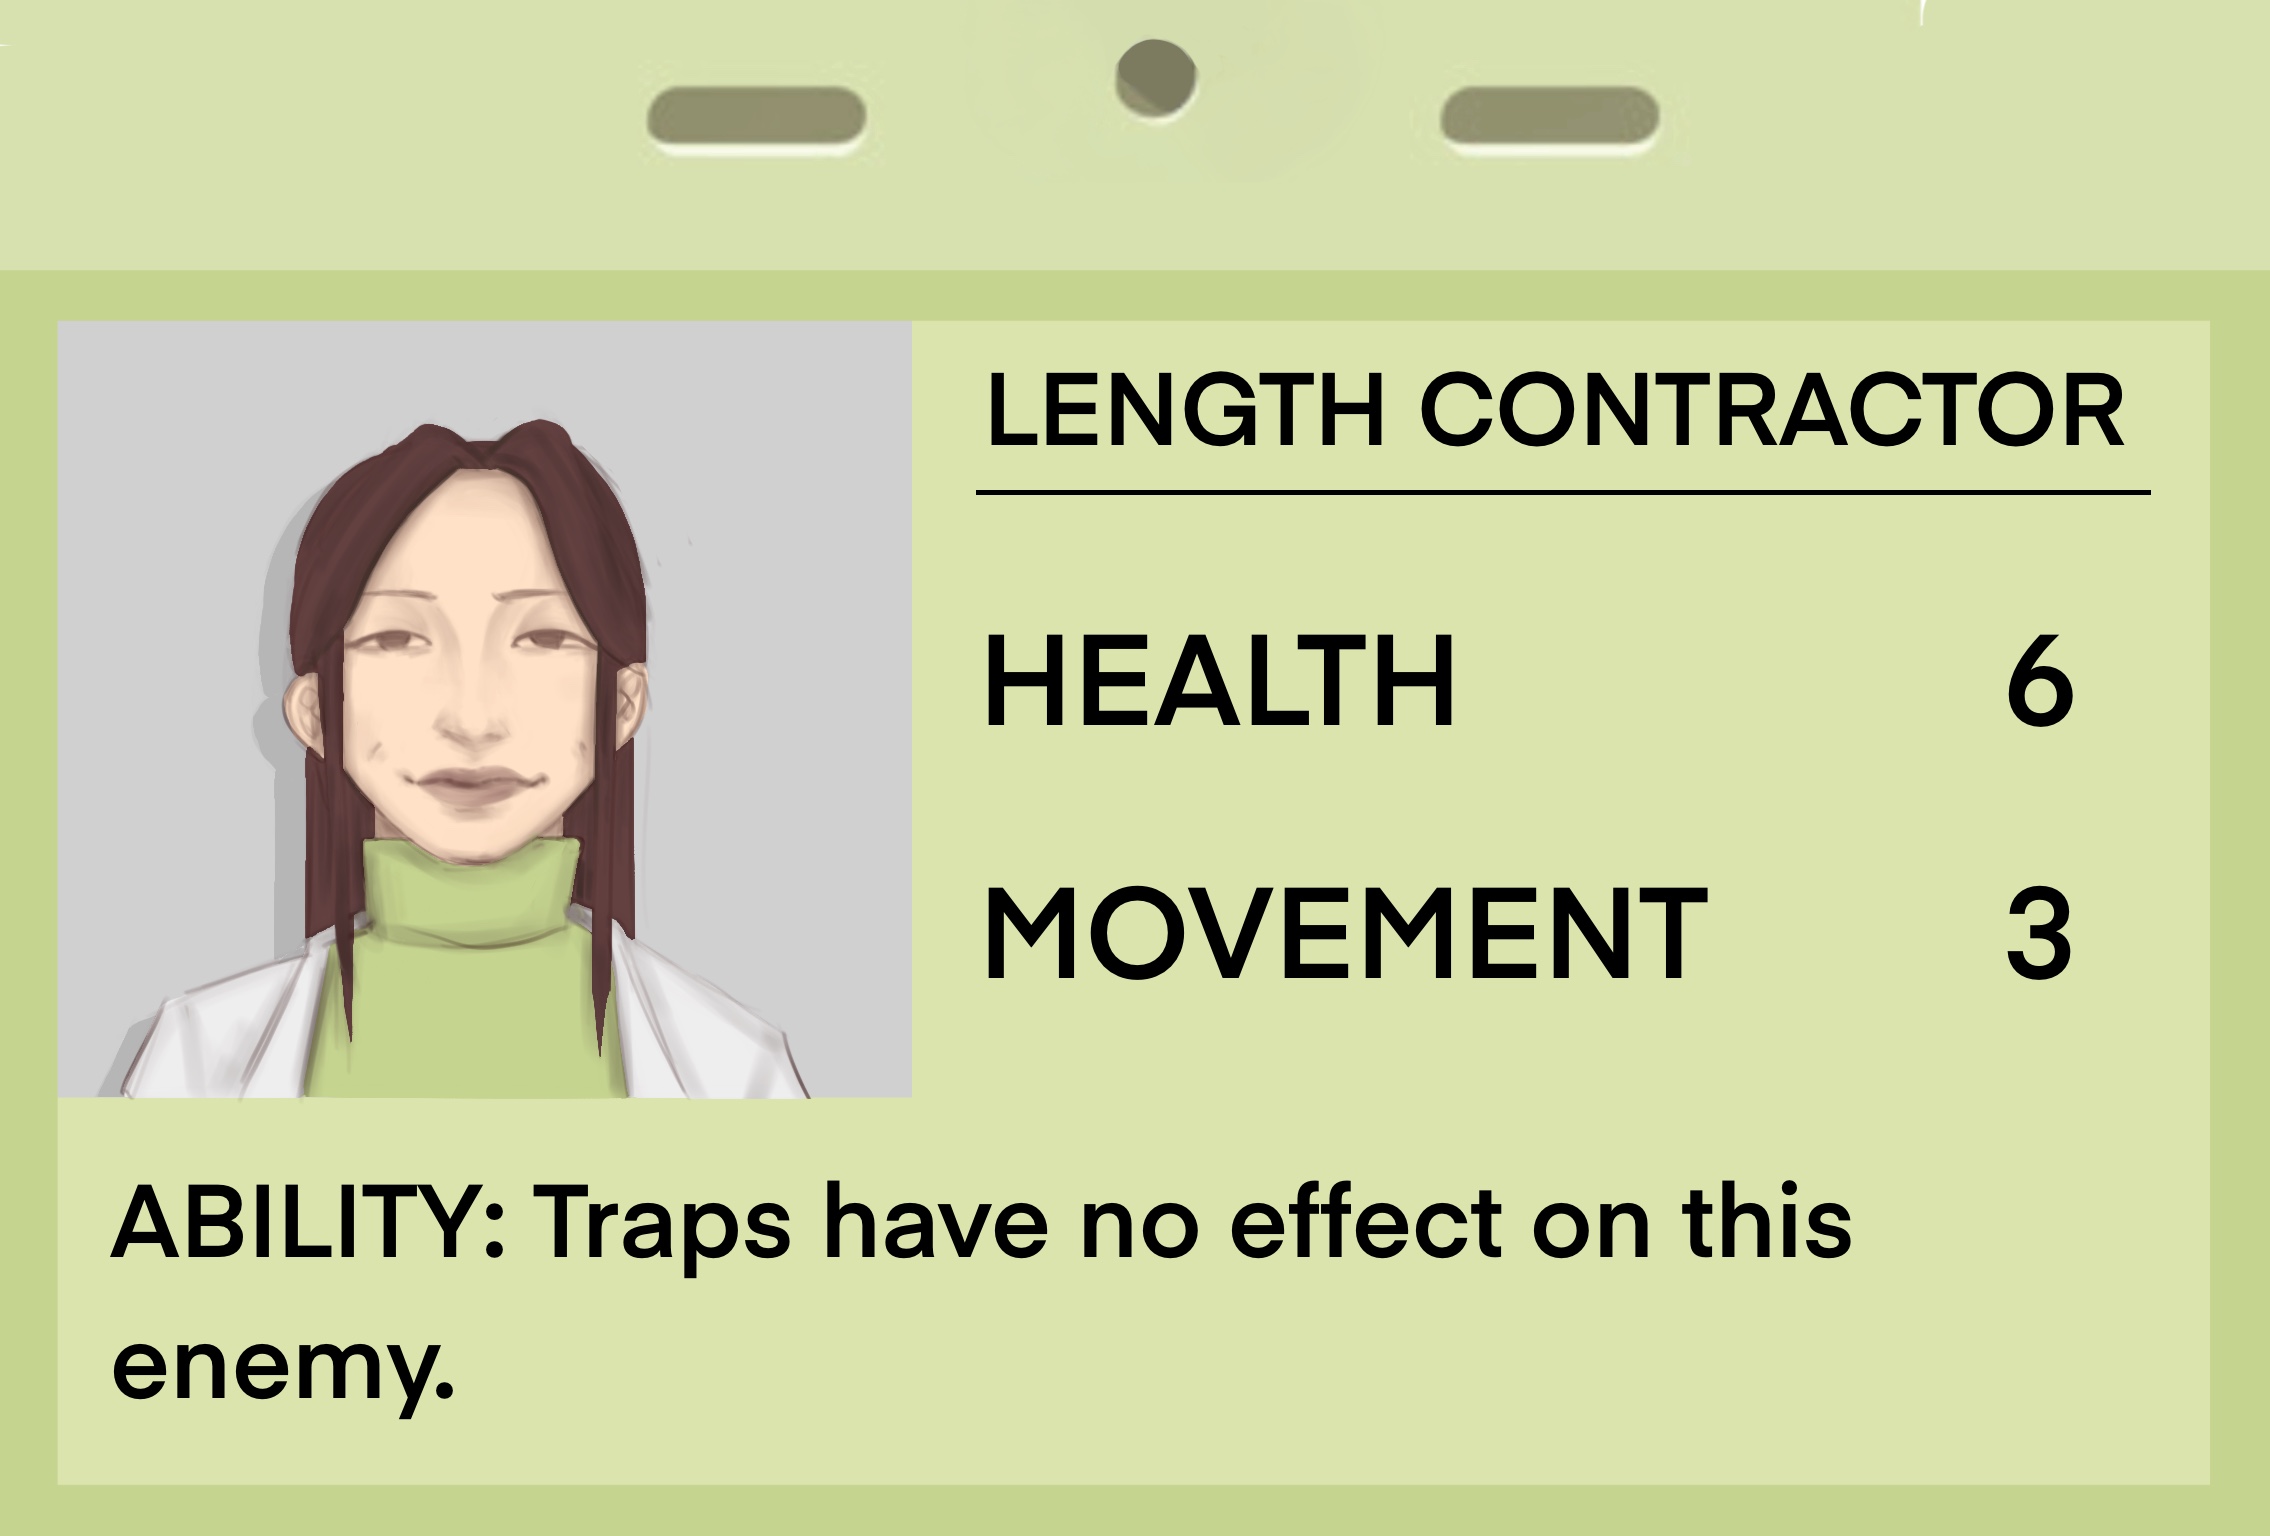 LENGTH CONTRACTOR
HEALTH 6
MOVEMENT 3
ABILITY: Traps have no effect on this
enemy.